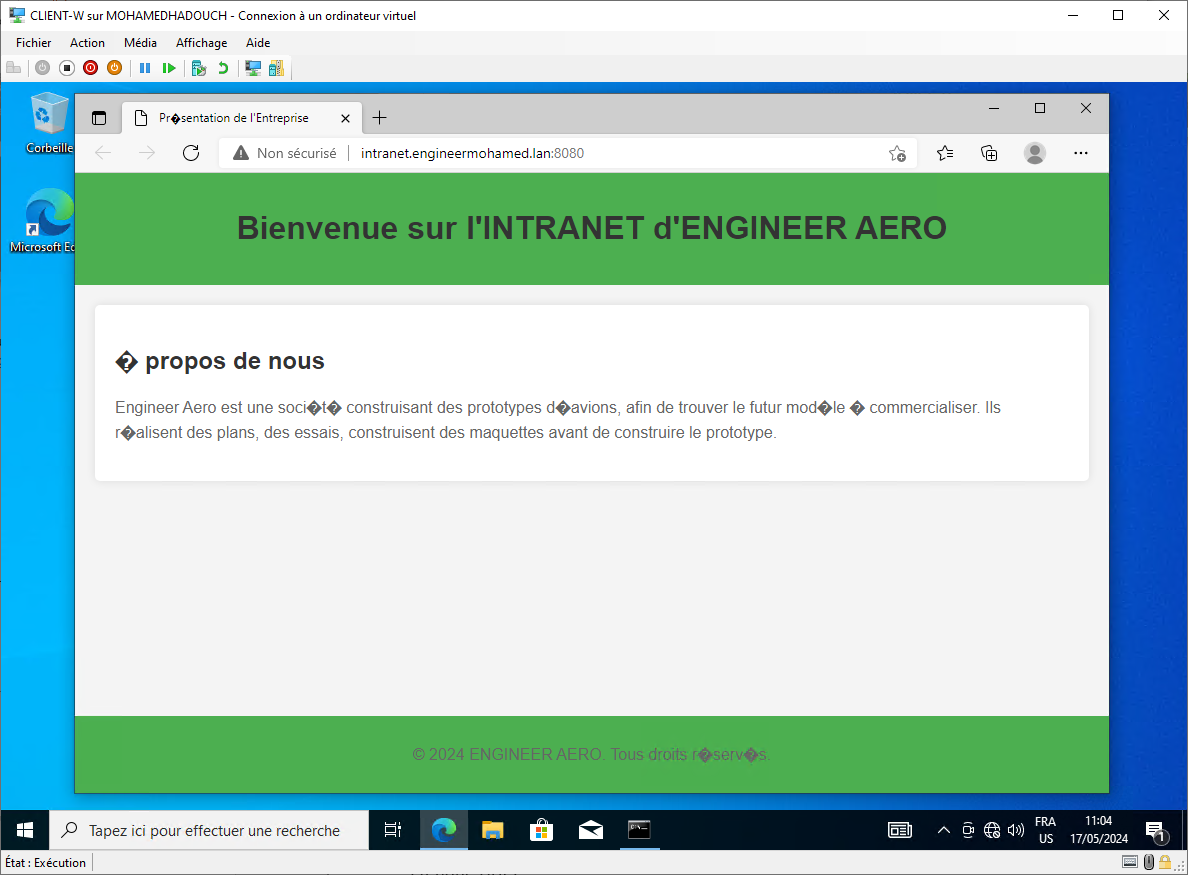 CLIENT-W sur MOHAMEDHADOUCH - Connexion à un ordinateur virtuel
Fichier Action Média Affichage Aide
Corbeille
Microsoft Ed
Pr�sentation de l'Entreprise
Non sécurisé intranet.engineermohamed.lan:8080
Bienvenue sur l'INTRANET d'ENGINEER AERO
� propos de nous
Engineer Aero est une soci�t� construisant des prototypes d�avions, afin de trouver le futur mod�le � commercialiser. Ils
r�alisent des plans, des essais, construisent des maquettes avant de construire le prototype.
© 2024 ENGINEER AERO. Tous droits r�serv�s.
Tapez ici pour effectuer une recherche
FRA
US
11:04
17/05/2024
1
État : Exécution